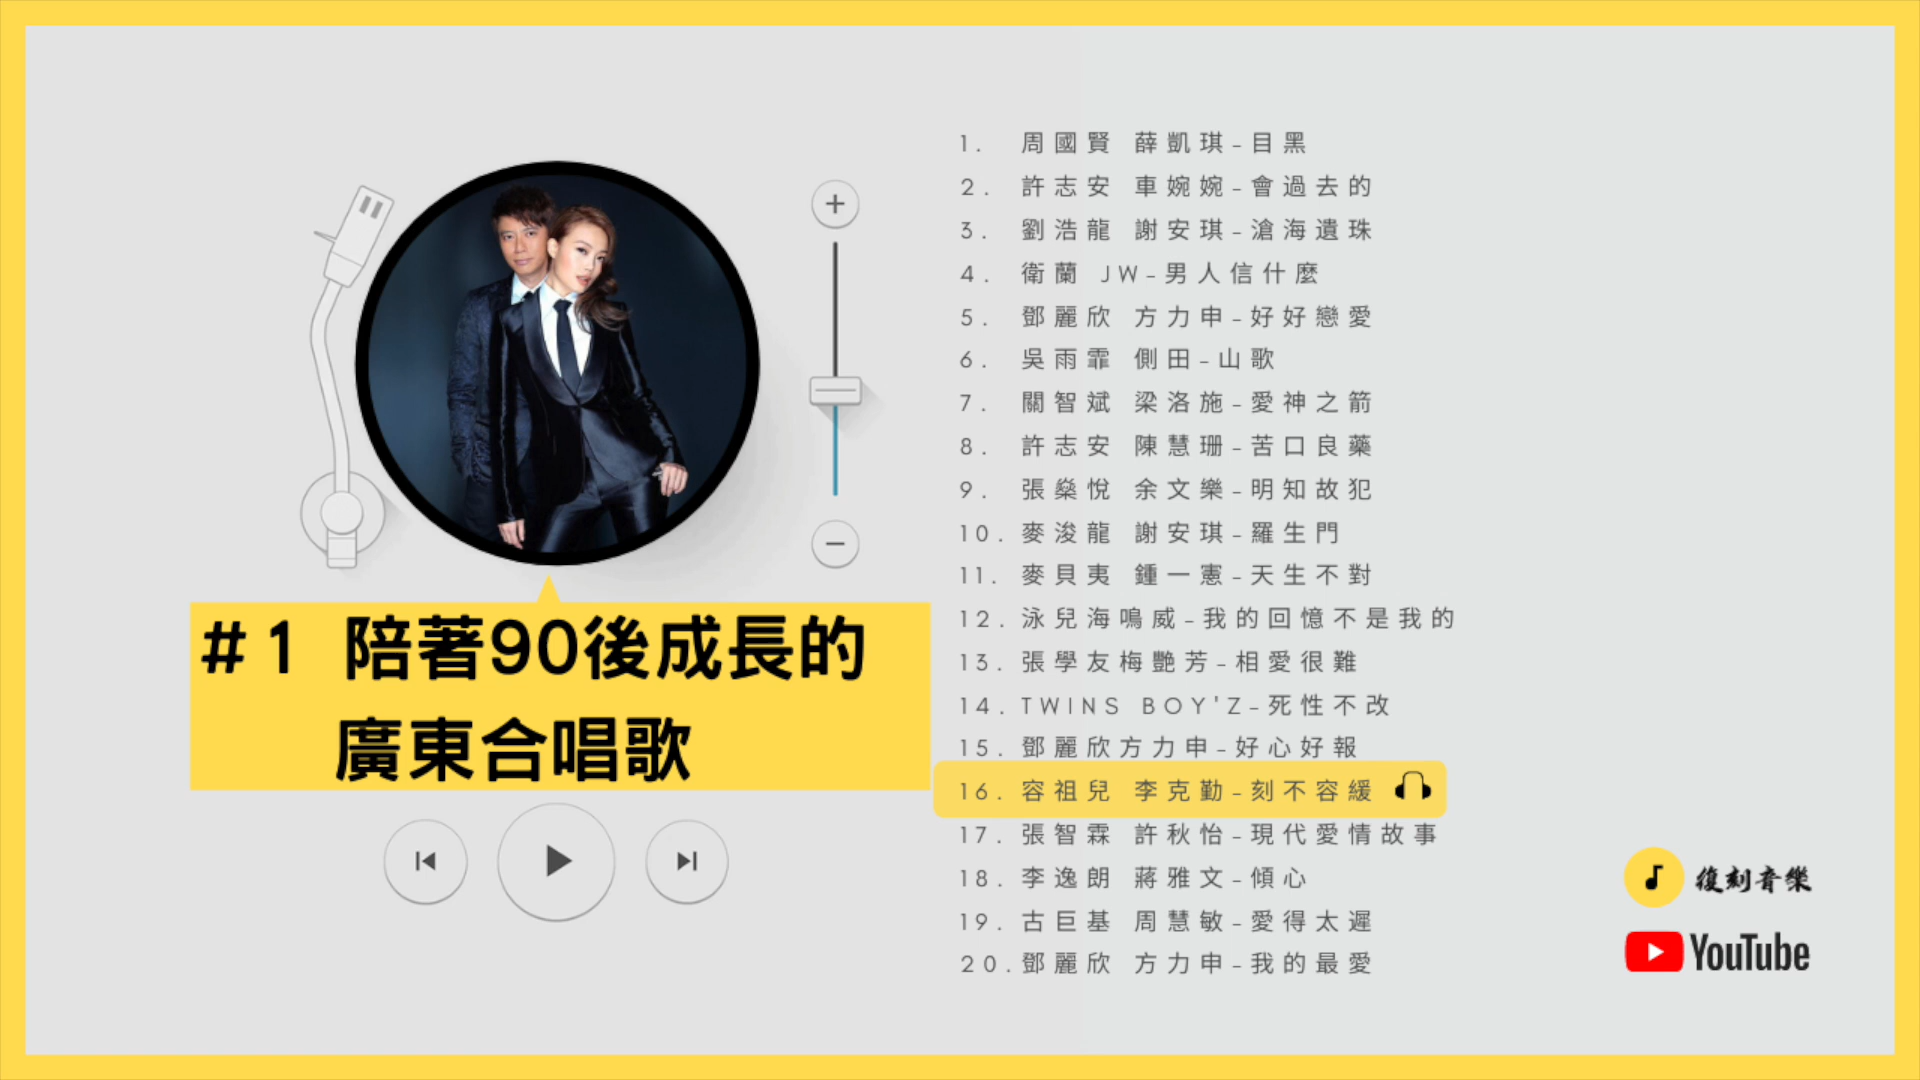 1. 周國賢 薛凱琪-目黑
2. 許志安 車婉婉-會過去的
3. 劉浩龍 謝安琪-滄海遺珠
4. 衛蘭 JW-男人信什麼
5. 鄧麗欣 方力申-好好戀愛
6. 吳雨霏 側田-山歌
7. 關智斌 梁洛施-愛神之箭
8. 許志安 陳慧珊-苦口良藥
9. 張燊悅 余文樂-明知故犯
10. 麥浚龍 謝安琪-羅生門
11. 麥貝夷 鍾一憲-天生不對
12. 泳兒海鳴威-我的回憶不是我的
13. 張學友梅艷芳-相愛很難
14. TWINS BOY'Z-死性不改
15. 鄧麗欣方力申-好心好報
16. 容祖兒 李克勤-刻不容緩
17. 張智霖 許秋怡-現代愛情故事
18. 李逸朗 蔣雅文-傾心
19. 古巨基 周慧敏-愛得太遲
20. 鄧麗欣 方力申-我的最愛
#1 陪著90後成長的
廣東合唱歌
復刻音樂
YouTube